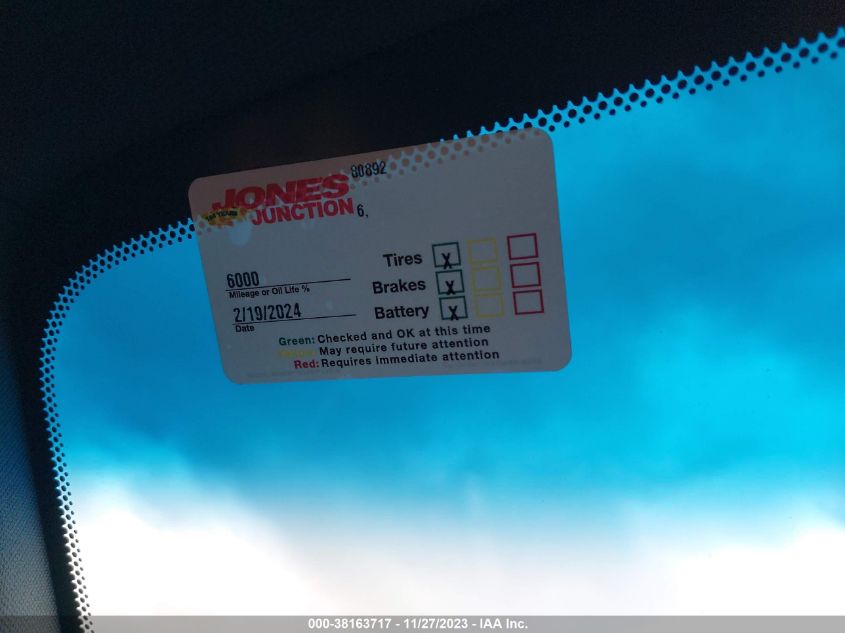 80892
JONES
JUNCTION 6,
Tires X
6000
Mileage or Oil Life %
Brakes X
2/19/2024
Date
Battery X
Green: Checked and OK at this time
Yellow: May require future attention
Red: Requires immediate attention
000-38163717 - 11/27/2023 - IAA Inc.